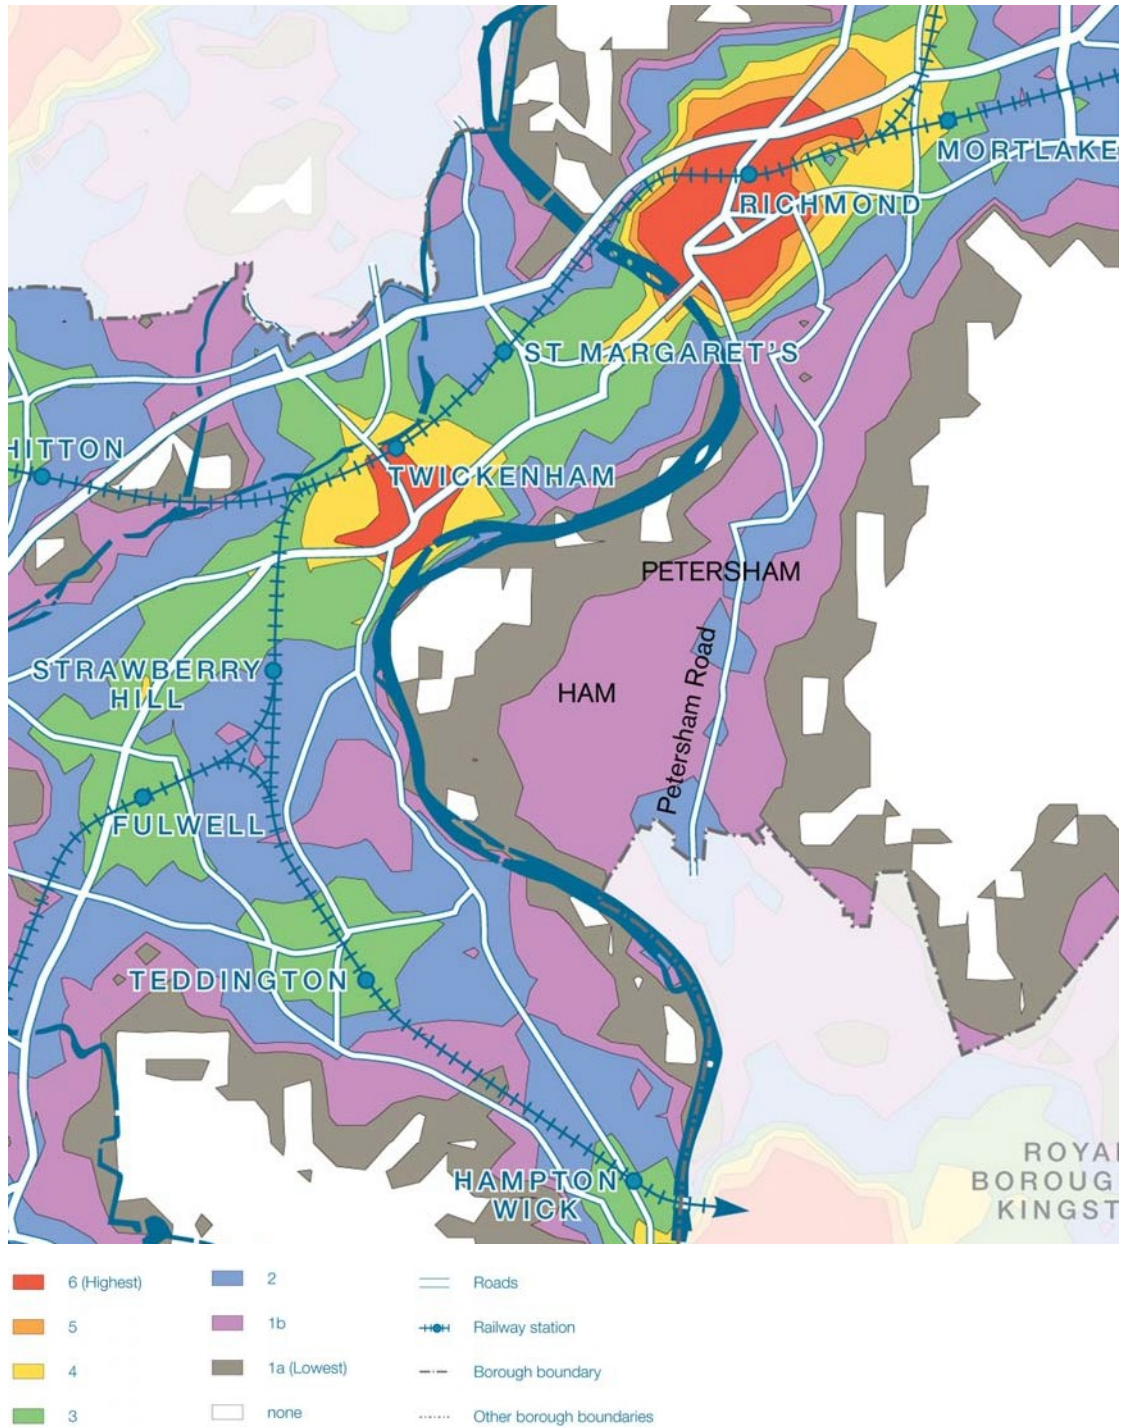 MORTLAKE
RICHMOND
ST MARGARET'S
HITTON
TWICKENHAM
PETERSHAM
STRAWBERRY
HILL
HAM
Petersham Road
FULWELL
TEDDINGTON
HAMPTON
WICK
ROYAL
BOROUG
KINGST
6 (Highest)
5
4
3
2
1b
1a (Lowest)
none
Roads
Railway station
Borough boundary
Other borough boundaries